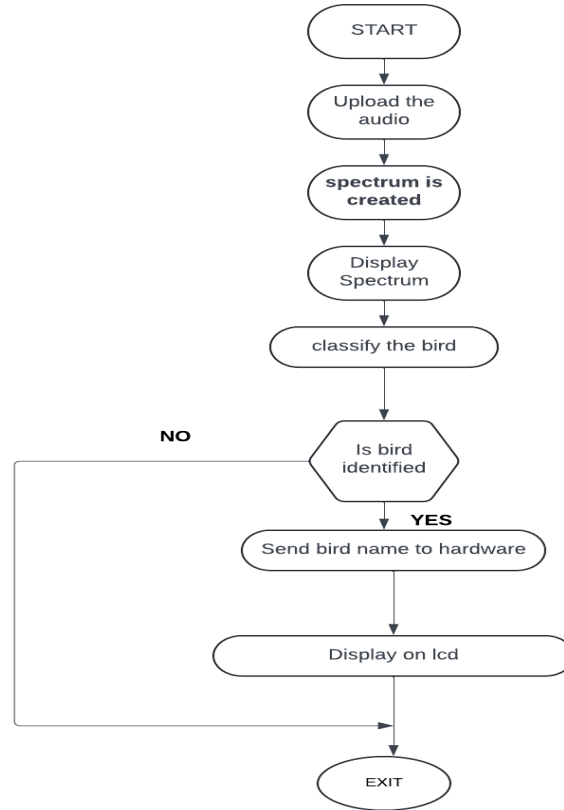 START
Upload the
audio
spectrum is
created
Display
Spectrum
classify the bird
Is bird
identified
NO
YES
Send bird name to hardware
Display on lcd
EXIT